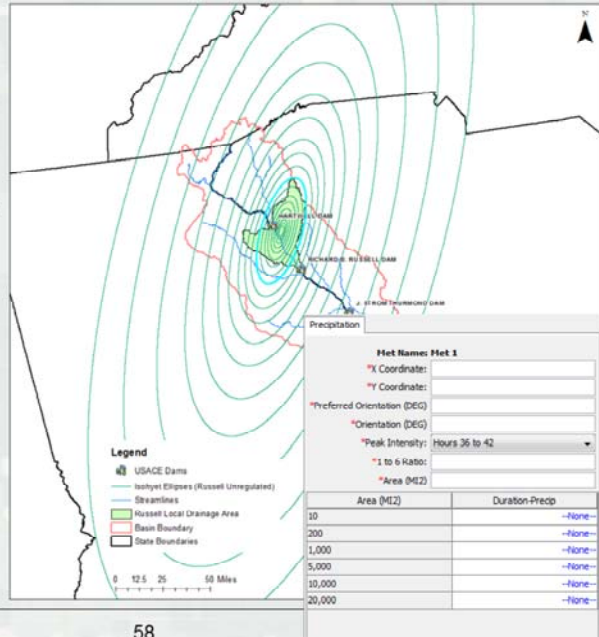 N
HARTWELL DAM
RICHARD B. RUSSELL DAM
J. STROM THURMOND DAM
Legend
USACE Dams
Isohyet Ellipses (Russell Unregulated)
Streamlines
Russell Local Drainage Area
Basin Boundary
State Boundaries
0 12.5 25 50 Miles
Precipitation
Met Name: Met 1
*X Coordinate:
*Y Coordinate:
*Preferred Orientation (DEG)
*Orientation (DEG)
*Peak Intensity: Hours 36 to 42
*1 to 6 Ratio:
*Area (MI2)
Area (MI2) Duration-Precip
10 --None--
200 --None--
1,000 --None--
5,000 --None--
10,000 --None--
20,000 --None--
58